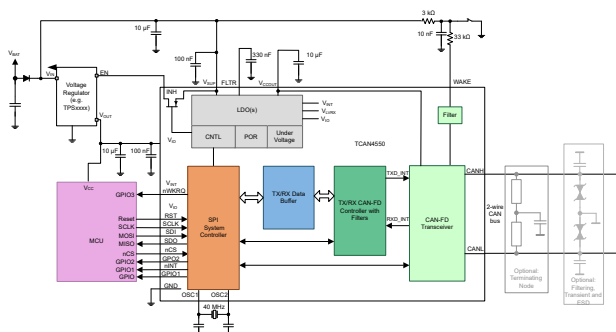 3 kΩ
10 µF
10 nF
33 kΩ
VBAT
100 nF
330 nF
10 µF
VIN
EN
Voltage
Regulator
(e.g.
TPSxxxx)
INH
VSUP
FLTR
VCCOUT
WAKE
VOUT
LDO(s)
VINT
VLVRX
VIO
Filter
VIO
CNTL
POR
Under
Voltage
TCAN4550
10 µF
100 nF
VCC
VINT
CANH
GPIO3
nWKRQ
TXD_INT
VIO
Reset
RST
SCLK
SCLK
MOSI
SDI
MISO
SDO
nCS
nCS
GPIO2
GPO2
GPIO1
nINT
GPIO
GPIO1
GND
MCU
SPI
System
Controller
TX/RX Data
Buffer
TX/RX CAN-FD
Controller with
Filters
RXD_INT
CAN-FD
Transceiver
2-wire
CAN
bus
CANL
OSC1
OSC2
40 MHz
Optional:
Terminating
Node
Optional:
Filtering,
Transient and
ESD